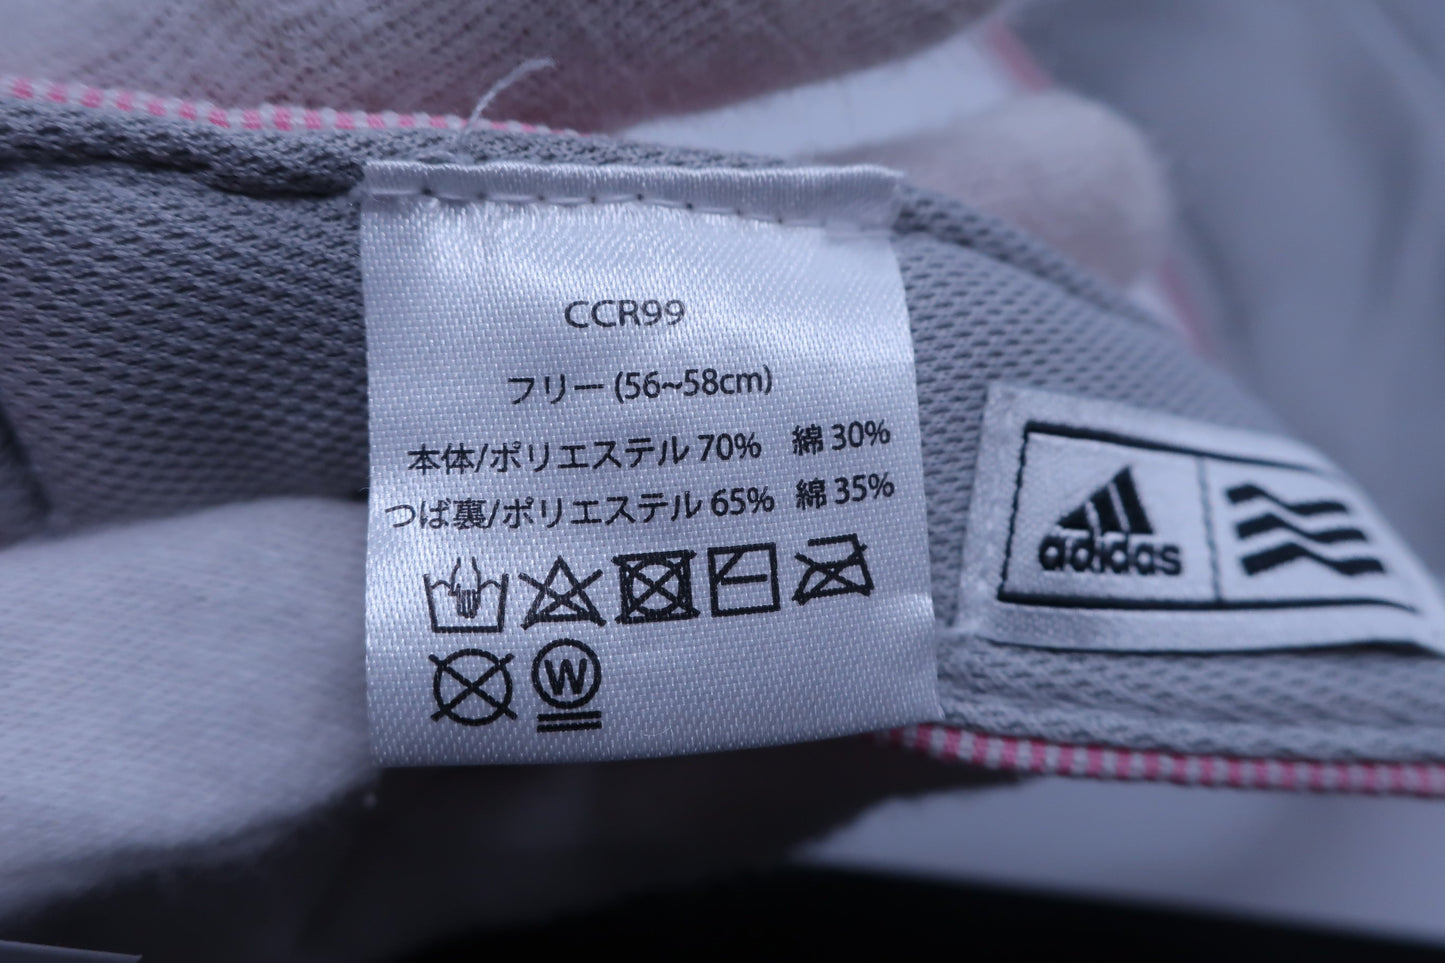 CCR99
フリー (56~58cm)
本体/ポリエステル 70% 綿 30%
つば裏/ポリエステル 65% 綿 35%
W
adidas